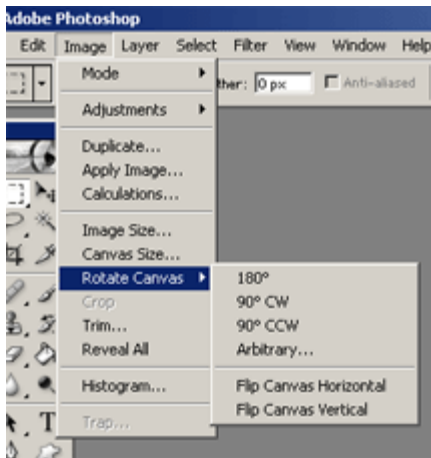 Adobe Photoshop
Edit Image Layer Select Filter View Window Help
Mode
ther: 0 px Anti-aliased
Adjustments
Duplicate...
Apply Image...
Calculations...
Image Size...
Canvas Size...
Rotate Canvas 180°
Crop 90° CW
Trim... 90° CCW
Reveal All Arbitrary...
Histogram... Flip Canvas Horizontal
Flip Canvas Vertical
Trap...
T